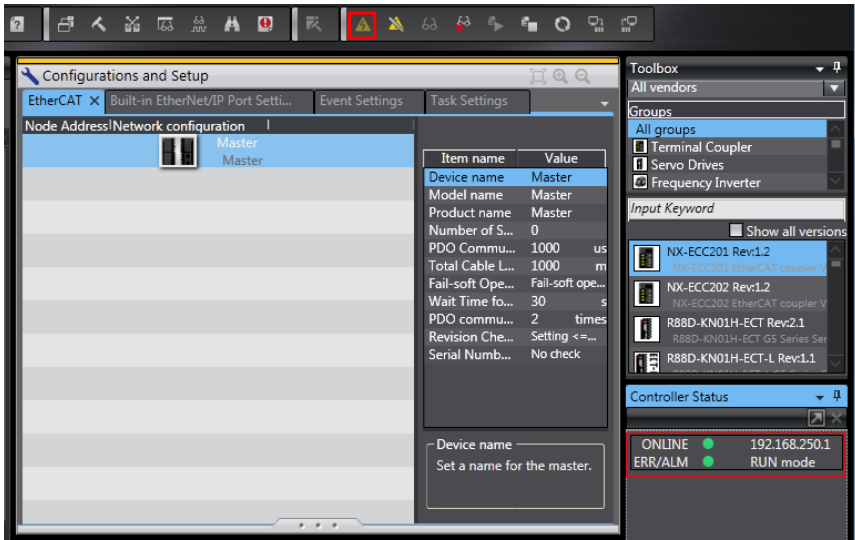 Configurations and Setup
EtherCAT Built-in EtherNet/IP Port Setti... Event Settings Task Settings
Node Address Network configuration
Master
Master
Item name Value
Device name Master
Model name Master
Product name Master
Number of S... 0
PDO Commu... 1000 us
Total Cable L... 1000 m
Fail-soft Ope... Fail-soft ope...
Wait Time fo... 30 s
PDO commu... 2 times
Revision Che... Setting <=...
Serial Numb... No check
Device name
Set a name for the master.
Toolbox
All vendors
Groups
All groups
Terminal Coupler
Servo Drives
Frequency Inverter
Input Keyword
Show all versions
NX-ECC201 Rev:1.2
NX-ECC201 EtherCAT coupler V
NX-ECC202 Rev:1.2
NX-ECC202 EtherCAT coupler V
R88D-KN01H-ECT Rev:2.1
R88D-KN01H-ECT G5 Series Ser
R88D-KN01H-ECT-L Rev:1.1
Controller Status
ONLINE 192.168.250.1
ERR/ALM RUN mode